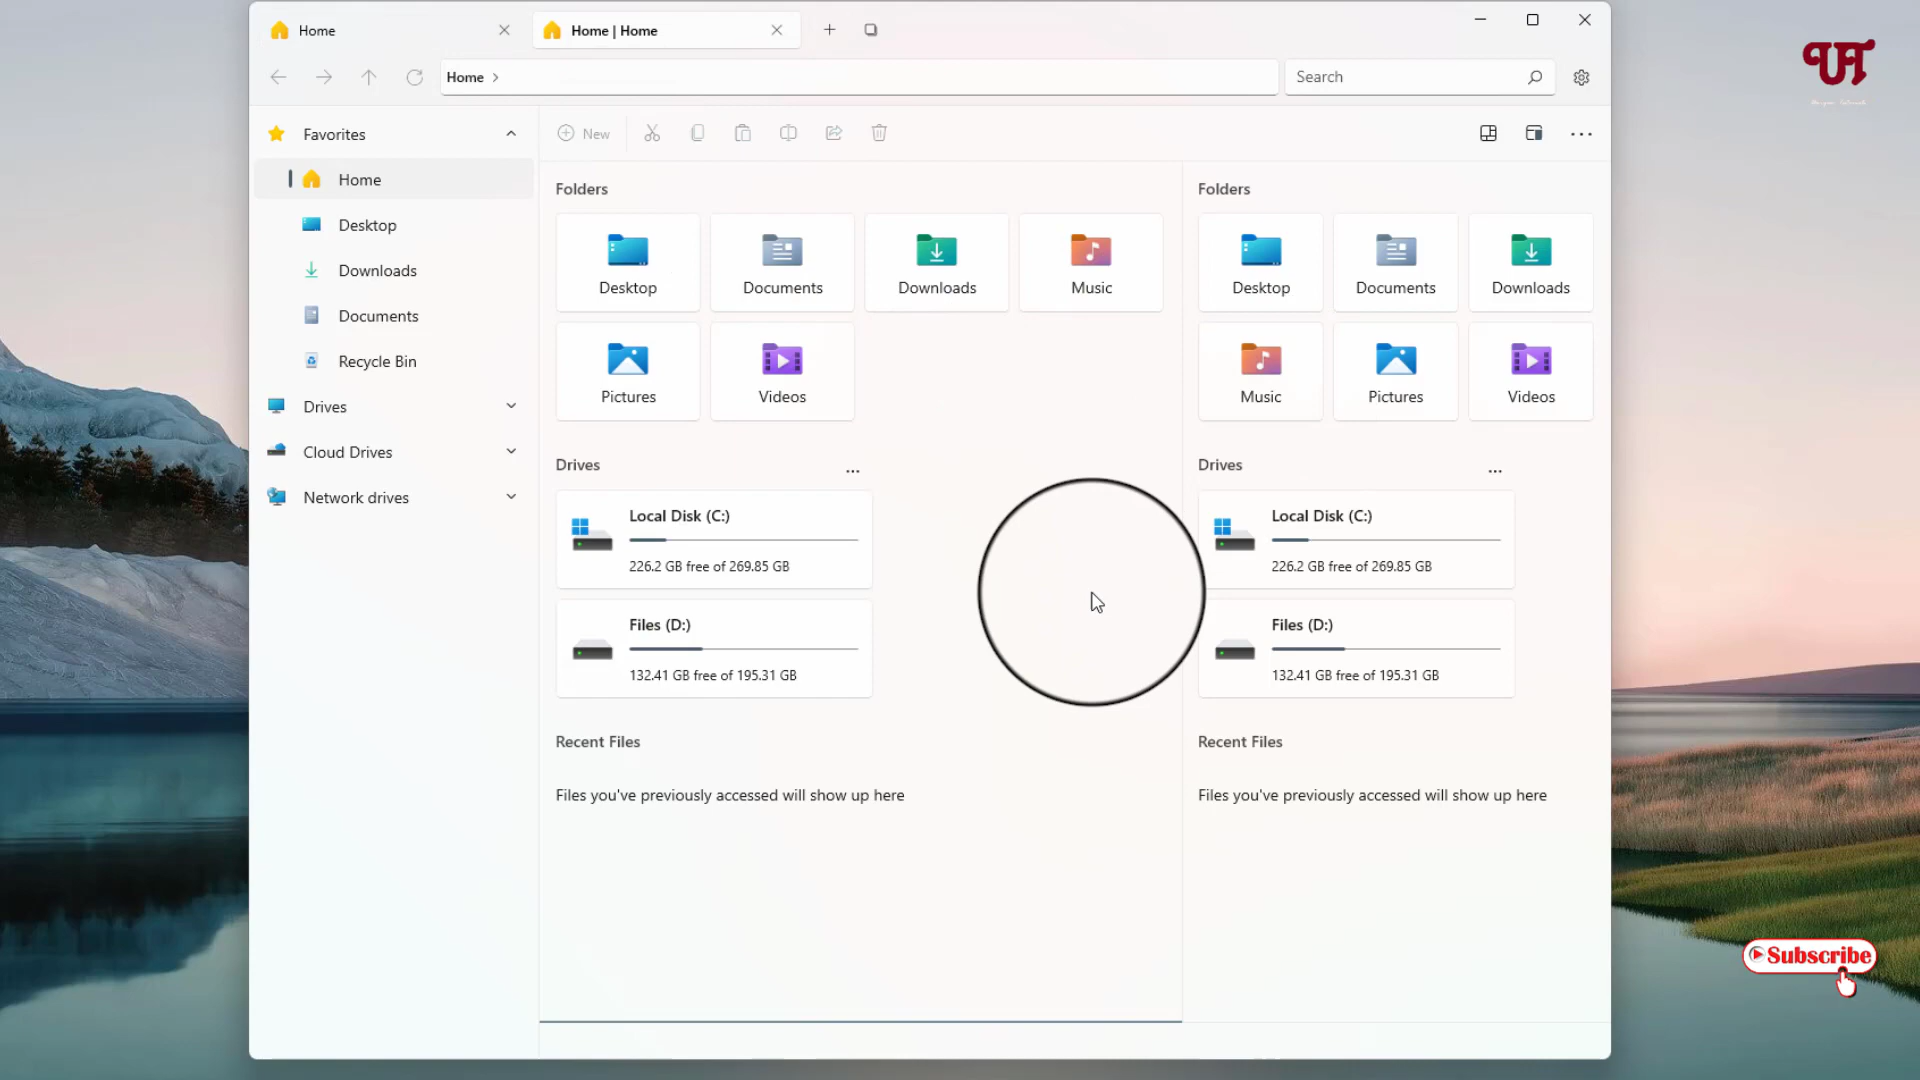 Home
Home | Home
Home
Search
Favorites
Home
Desktop
Downloads
Documents
Recycle Bin
Drives
Cloud Drives
Network drives
New
Folders
Desktop
Documents
Downloads
Music
Pictures
Videos
Drives
Local Disk (C:)
226.2 GB free of 269.85 GB
Files (D:)
132.41 GB free of 195.31 GB
Recent Files
Files you've previously accessed will show up here
Folders
Desktop
Documents
Downloads
Music
Pictures
Videos
Drives
Local Disk (C:)
226.2 GB free of 269.85 GB
Files (D:)
132.41 GB free of 195.31 GB
Recent Files
Files you've previously accessed will show up here
Subscribe